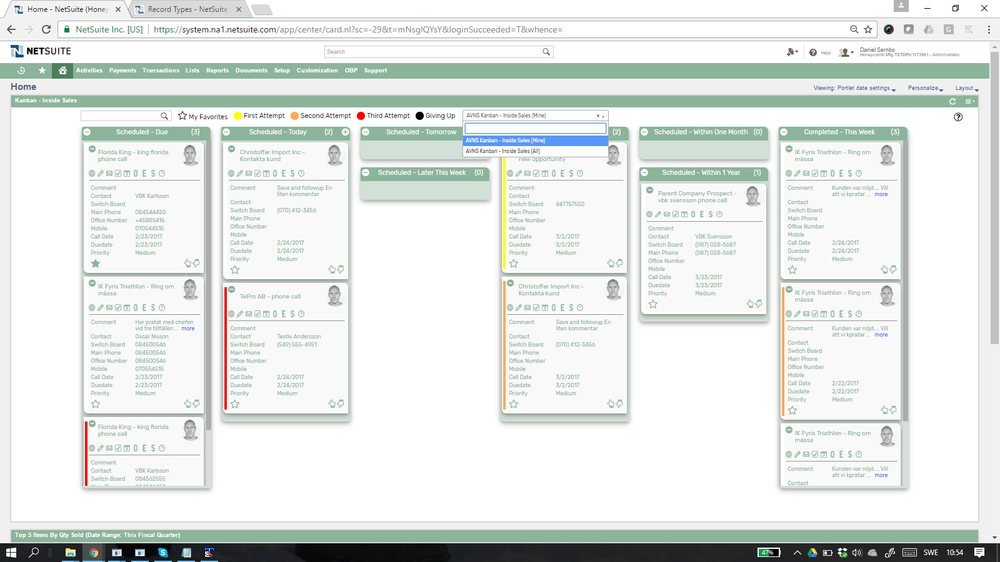 Home - NetSuite (Honey
Record Types - NetSuite
NetSuite Inc. [US]
https://system.na1.netsuite.com/app/center/card.nl?sc=-29&t=mNsglQYsY&loginSucceeded=T&whence=
NETSUITE
Search
Help
Daniel Sernbo
Honeycomb Mfg TSTDRV1173961 - Administrator
Activities Payments Transactions Lists Reports Documents Setup Customization OBP Support
Home
Viewing: Portlet date settings
Personalize
Layout
Kanban - Inside Sales
My Favorites
First Attempt
Second Attempt
Third Attempt
Giving Up
AVNS Kanban - Inside Sales (Mine)
AVNS Kanban - Inside Sales (Mine)
AVNS Kanban - Inside Sales (All)
Scheduled - Due (3)
Florida King - king florida
phone call
7 O E S
Comment
Contact VBK Karlsson
Switch Board
Main Phone 084544450
Office Number +45885416
Mobile 070544515
Call Date 2/23/2017
Duedate 2/23/2017
Priority Medium
IK Fyris Triathlon - Ring om
mässa
7 O E S
Comment Har pratat med chefen
vid tre tillfällen... more
Contact Oscar Nisson
Switch Board 084500546
Main Phone 084500546
Office Number 084500546
Mobile 070554515
Call Date 2/23/2017
Duedate 2/23/2017
Priority Medium
Florida King - king florida
phone call
7 O E S
Comment
Contact VBK Karlsson
Switch Board 084562555
Scheduled - Today (2)
Christoffer Import Inc -
Kontakta kund
7 O E S
Comment Save and followup En
liten kommentar
Contact
Switch Board (070) 412-3456
Main Phone
Office Number
Mobile
Call Date 2/24/2017
Duedate 2/24/2017
Priority Medium
TePro AB - phone call
7 O E S
Comment
Contact Testix Andersson
Switch Board (549) 555-4951
Main Phone
Office Number
Mobile
Call Date 2/24/2017
Duedate 2/24/2017
Priority Medium
Scheduled - Tomorrow
Scheduled - Later This Week (0)
(2)
new opportunity
7 O E S
Comment
Contact
Switch Board 847757550
Main Phone
Office Number
Mobile
Call Date 3/2/2017
Duedate 3/2/2017
Priority Medium
Christoffer Import Inc -
Kontakta kund
7 O E S
Comment Save and followup En
liten kommentar
Contact
Switch Board (070) 412-3456
Main Phone
Office Number
Mobile
Call Date 3/2/2017
Duedate 3/2/2017
Priority Medium
Scheduled - Within One Month (0)
Scheduled - Within 1 Year (1)
Parent Company Prospect -
vbk svensson phone call
7 O E S
Comment
Contact VBK Svensson
Switch Board (087) 028-5687
Main Phone (087) 028-5687
Office Number
Mobile
Call Date 3/23/2017
Duedate 3/23/2017
Priority Medium
Completed - This Week (3)
IK Fyris Triathlon - Ring om
mässa
7 O E S
Comment Kunden var nöjd.... Vill
att vi kpratar ... more
Contact
Switch Board
Main Phone
Office Number
Mobile
Call Date 2/24/2017
Duedate 2/24/2017
Priority Medium
IK Fyris Triathlon - Ring om
mässa
7 O E S
Comment Kunden var nöjd.... Vill
att vi kpratar ... more
Contact
Switch Board
Main Phone
Office Number
Mobile
Call Date 2/22/2017
Duedate 2/22/2017
Priority Medium
IK Fyris Triathlon - Ring om
mässa
7 O E S
Comment Kunden var nöjd.... Vill
att vi kpratar ... more
Contact
Top 5 Items By Qty Sold (Date Range: This Fiscal Quarter)
47%
SWE
10:54